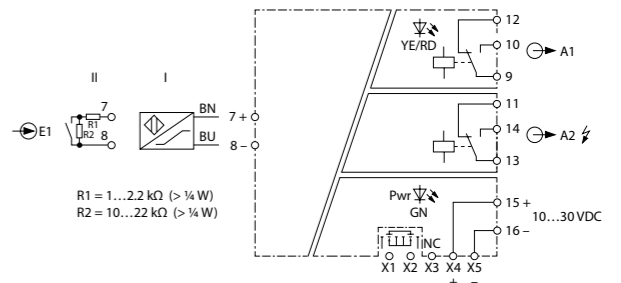 12
YE/RD
10
A1
9
II
I
11
7
BN
7 +
R1
E1
R2
14
A2
8
BU
8 –
13
R1 = 1…2.2 kΩ (> ¼ W)
R2 = 10…22 kΩ (> ¼ W)
Pwr
GN
15 +
10…30 VDC
16 –
NC
X1 X2 X3 X4 X5
+ –